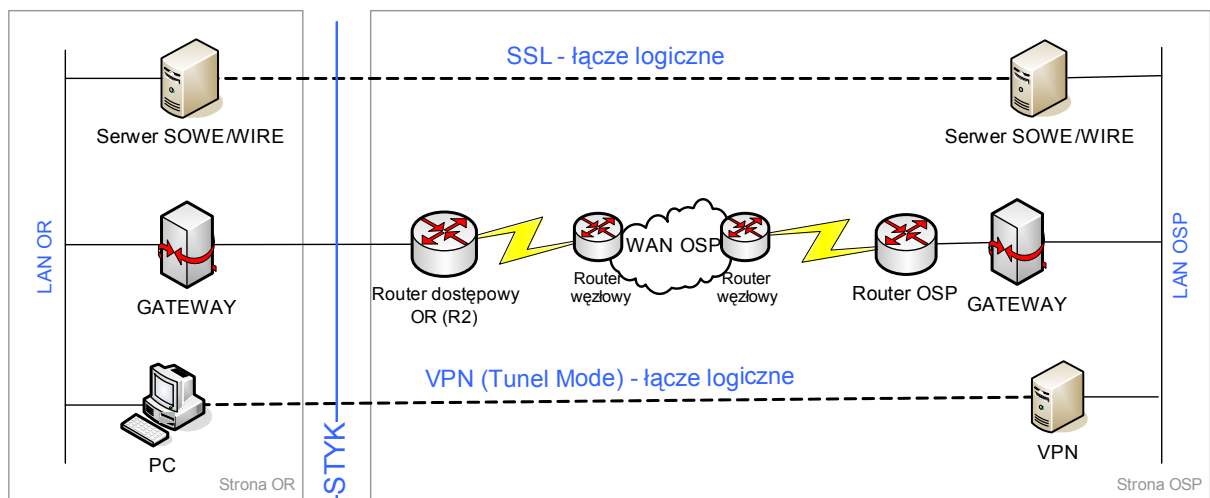 SSL - łącze logiczne
Serwer SOWE/WIRE
Serwer SOWE/WIRE
LAN OR
GATEWAY
Router dostępowy
OR (R2)
Router
węzłowy
WAN OSP
Router
węzłowy
Router OSP
GATEWAY
LAN OSP
VPN (Tunel Mode) - łącze logiczne
PC
VPN
STYK
Strona OR
Strona OSP